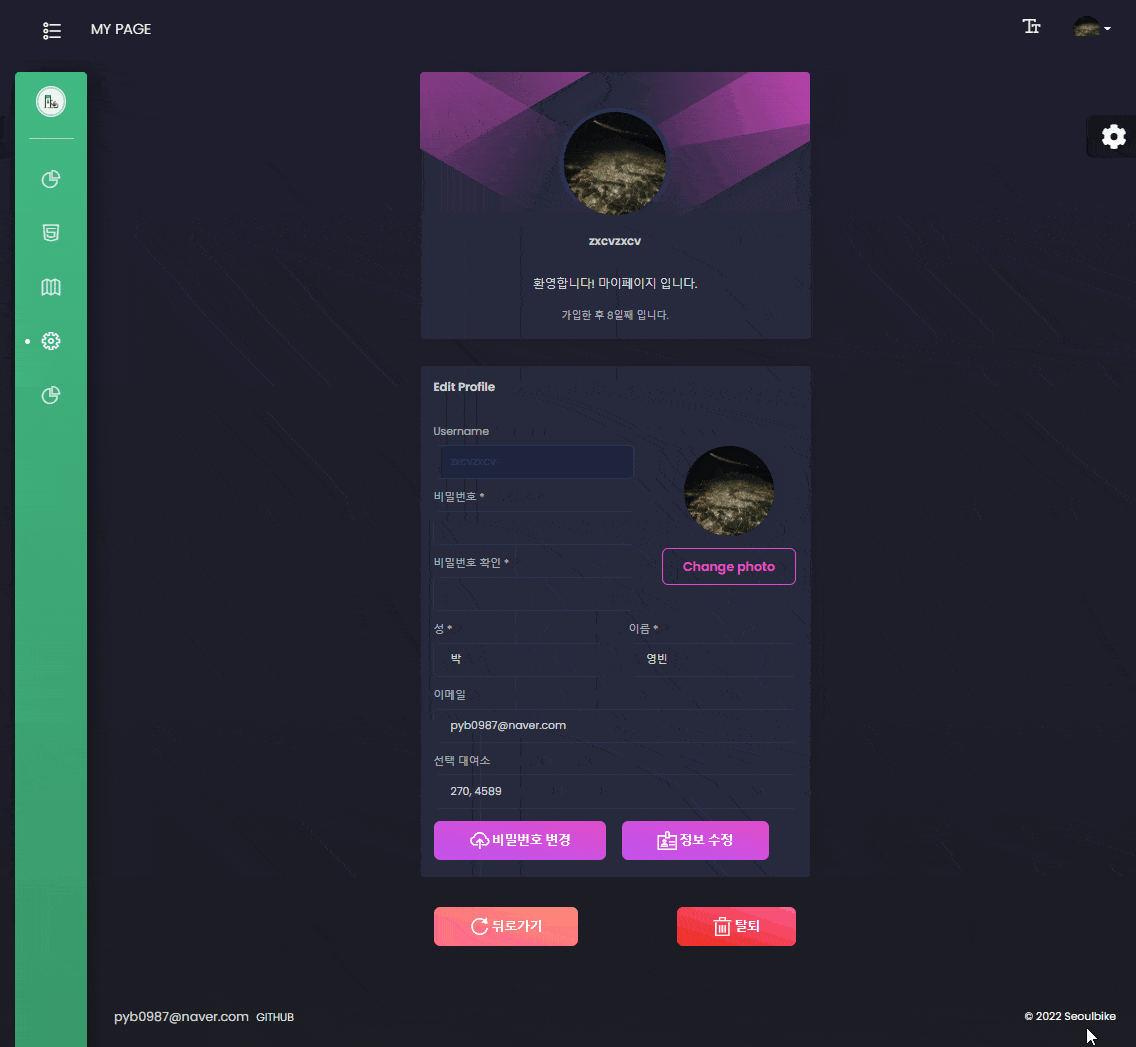 MY PAGE
zxcvzxcv
환영합니다! 마이페이지 입니다.
가입한 후 8일째 입니다.
Edit Profile
Username
zxcvzxcv
비밀번호 *
비밀번호 확인 *
Change photo
성 *
이름 *
박
영빈
이메일
pyb0987@naver.com
선택 대여소
270, 4589
비밀번호 변경
정보 수정
뒤로가기
탈퇴
pyb0987@naver.com GITHUB
© 2022 Seoulbike